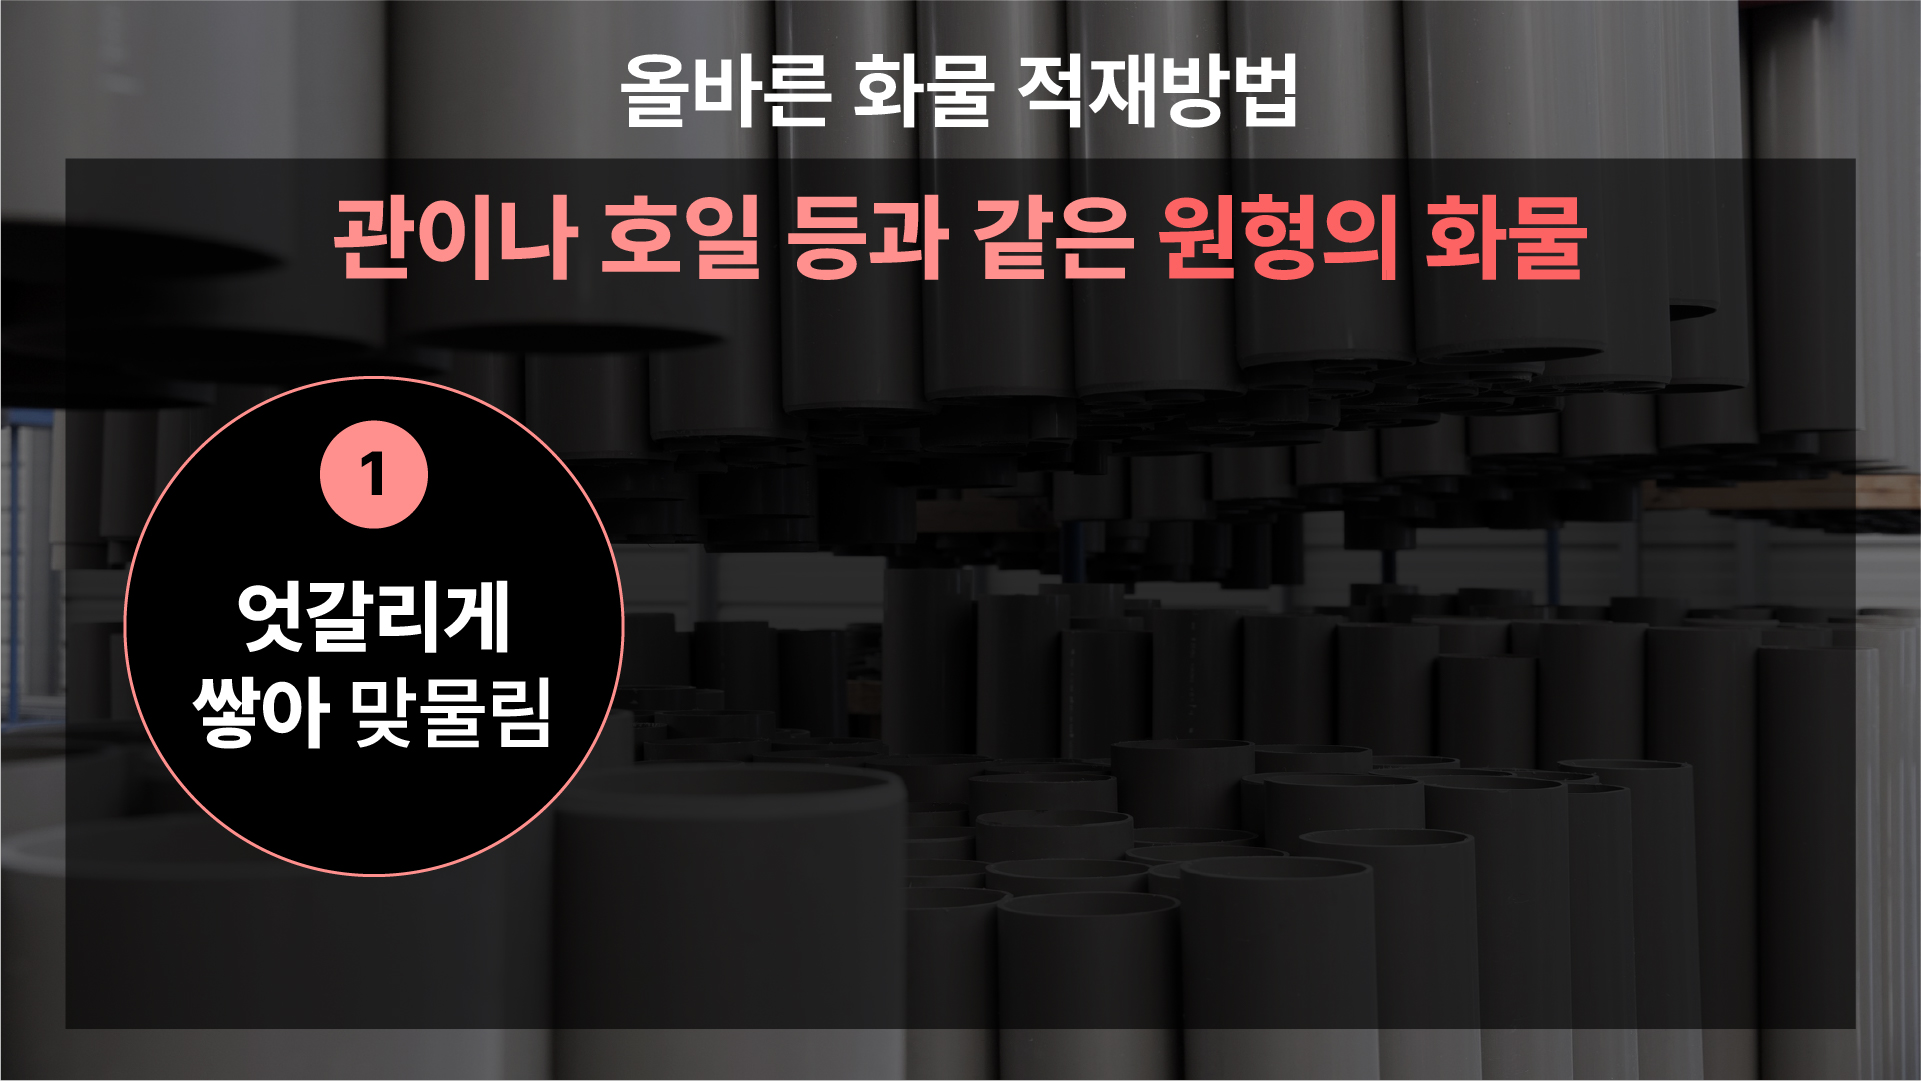 올바른 화물 적재방법
관이나 호일 등과 같은 원형의 화물
1
엇갈리게
쌓아 맞물림